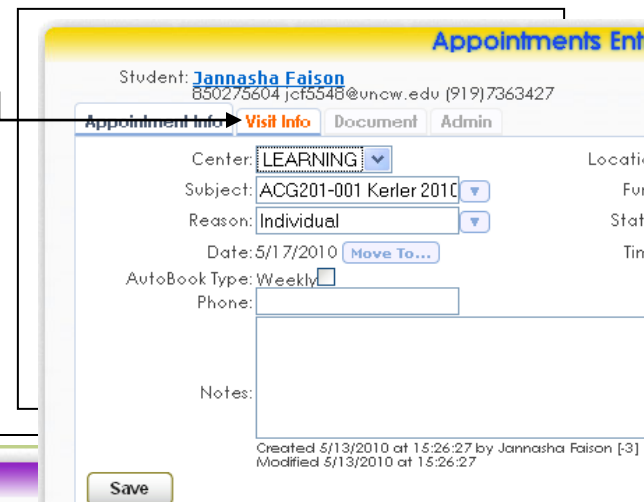 Appointments Ent
Student: Jannasha Faison
850275604 jcf5548@uncw.edu (919)7363427
Appointment Info Visit Info Document Admin
Center: LEARNING Locatio
Subject: ACG201-001 Kerler 2010 Fun
Reason: Individual Stat
Date: 5/17/2010 Move To... Tim
AutoBook Type: Weekly
Phone:
Notes:
Created 5/13/2010 at 15:26:27 by Jannasha Faison [-3]
Modified 5/13/2010 at 15:26:27
Save